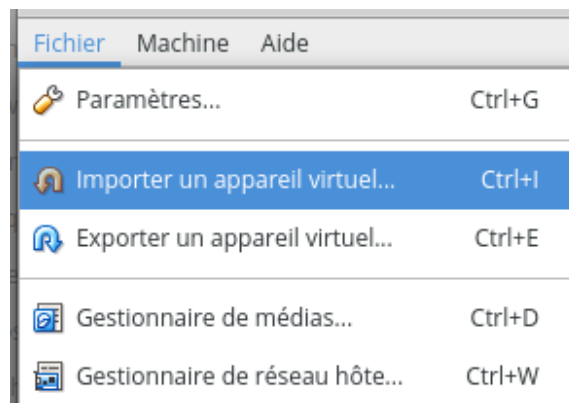 Fichier Machine Aide
Paramètres... Ctrl+G
Importer un appareil virtuel... Ctrl+I
Exporter un appareil virtuel... Ctrl+E
Gestionnaire de médias... Ctrl+D
Gestionnaire de réseau hôte... Ctrl+W